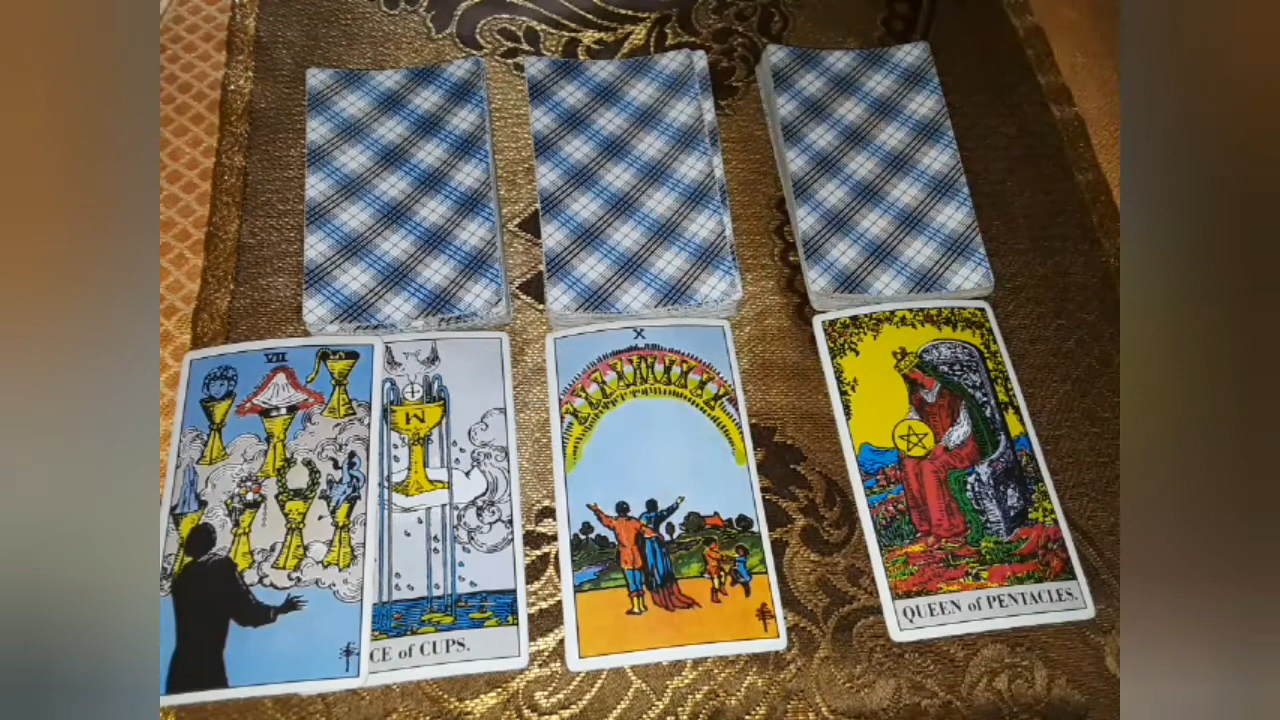 VII
CE of CUPS.
X
QUEEN of PENTACLES.